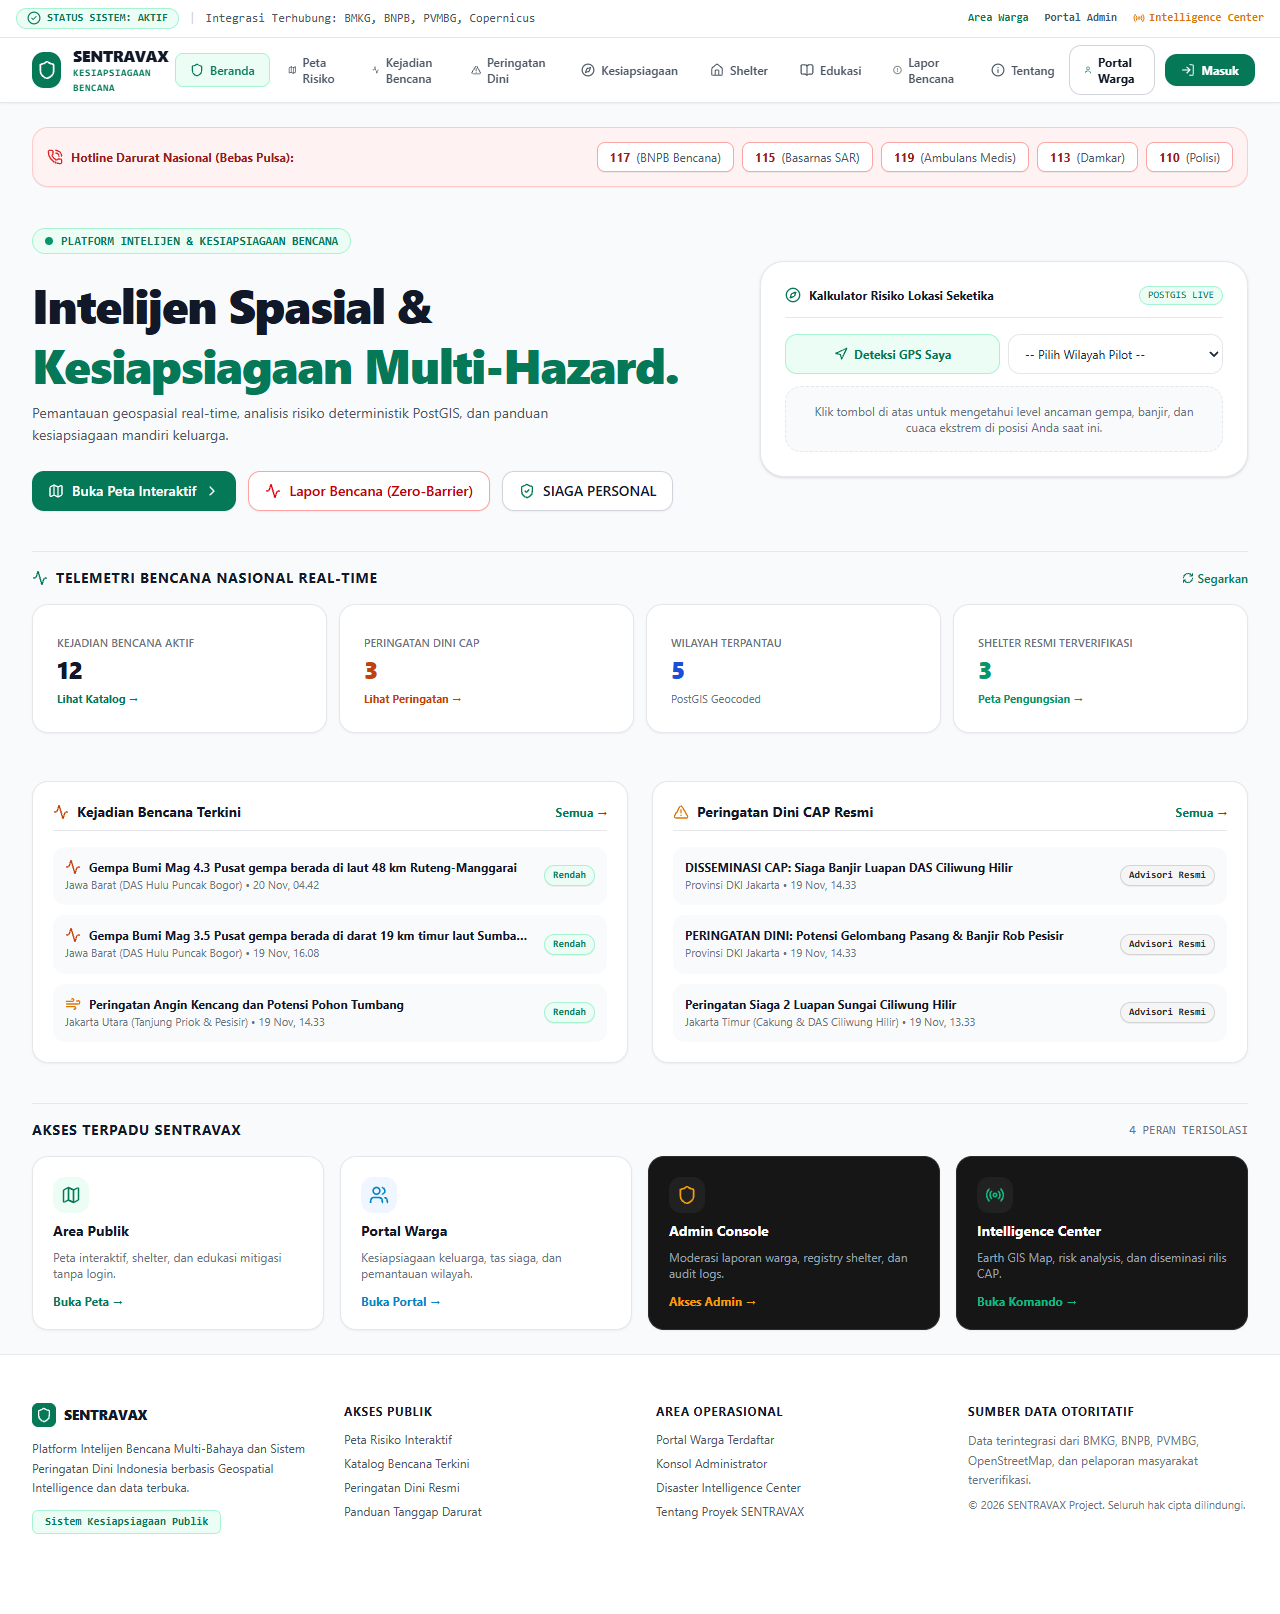 STATUS SISTEM: AKTIF | Integrasi Terhubung: BMKG, BNPB, PVMBG, Copernicus
Area Warga Portal Admin Intelligence Center
SENTRAVAX
KESIAPSIAGAAN
BENCANA
Beranda
Peta
Risiko
Kejadian
Bencana
Peringatan
Dini
Kesiapsiagaan
Shelter
Edukasi
Lapor
Bencana
Tentang
Portal
Warga
Masuk
Hotline Darurat Nasional (Bebas Pulsa):
117 (BNPB Bencana)
115 (Basarnas SAR)
119 (Ambulans Medis)
113 (Damkar)
110 (Polisi)
PLATFORM INTELIJEN & KESIAPSIAGAAN BENCANA
Intelijen Spasial &
Kesiapsiagaan Multi-Hazard.
Pemantauan geospasial real-time, analisis risiko deterministik PostGIS, dan panduan
kesiapsiagaan mandiri keluarga.
Buka Peta Interaktif
Lapor Bencana (Zero-Barrier)
SIAGA PERSONAL
Kalkulator Risiko Lokasi Seketika
POSTGIS LIVE
Deteksi GPS Saya
-- Pilih Wilayah Pilot --
Klik tombol di atas untuk mengetahui level ancaman gempa, banjir, dan
cuaca ekstrem di posisi Anda saat ini.
TELEMETRI BENCANA NASIONAL REAL-TIME
Segarkan
KEJADIAN BENCANA AKTIF
12
Lihat Katalog →
PERINGATAN DINI CAP
3
Lihat Peringatan →
WILAYAH TERPANTAU
5
PostGIS Geocoded
SHELTER RESMI TERVERIFIKASI
3
Peta Pengungsian →
Kejadian Bencana Terkini
Semua →
Gempa Bumi Mag 4.3 Pusat gempa berada di laut 48 km Ruteng-Manggarai
Jawa Barat (DAS Hulu Puncak Bogor) • 20 Nov, 04.42
Rendah
Gempa Bumi Mag 3.5 Pusat gempa berada di darat 19 km timur laut Sumba...
Jawa Barat (DAS Hulu Puncak Bogor) • 19 Nov, 16.08
Rendah
Peringatan Angin Kencang dan Potensi Pohon Tumbang
Jakarta Utara (Tanjung Priok & Pesisir) • 19 Nov, 14.33
Rendah
Peringatan Dini CAP Resmi
Semua →
DISSEMINASI CAP: Siaga Banjir Luapan DAS Ciliwung Hilir
Provinsi DKI Jakarta • 19 Nov, 14.33
Advisori Resmi
PERINGATAN DINI: Potensi Gelombang Pasang & Banjir Rob Pesisir
Provinsi DKI Jakarta • 19 Nov, 14.33
Advisori Resmi
Peringatan Siaga 2 Luapan Sungai Ciliwung Hilir
Jakarta Timur (Cakung & DAS Ciliwung Hilir) • 19 Nov, 13.33
Advisori Resmi
AKSES TERPADU SENTRAVAX
4 PERAN TERISOLASI
Area Publik
Peta interaktif, shelter, dan edukasi mitigasi
tanpa login.
Buka Peta →
Portal Warga
Kesiapsiagaan keluarga, tas siaga, dan
pemantauan wilayah.
Buka Portal →
Admin Console
Moderasi laporan warga, registry shelter, dan
audit logs.
Akses Admin →
Intelligence Center
Earth GIS Map, risk analysis, dan diseminasi rilis
CAP.
Buka Komando →
SENTRAVAX
Platform Intelijen Bencana Multi-Bahaya dan Sistem
Peringatan Dini Indonesia berbasis Geospatial
Intelligence dan data terbuka.
Sistem Kesiapsiagaan Publik
AKSES PUBLIK
Peta Risiko Interaktif
Katalog Bencana Terkini
Peringatan Dini Resmi
Panduan Tanggap Darurat
AREA OPERASIONAL
Portal Warga Terdaftar
Konsol Administrator
Disaster Intelligence Center
Tentang Proyek SENTRAVAX
SUMBER DATA OTORITATIF
Data terintegrasi dari BMKG, BNPB, PVMBG,
OpenStreetMap, dan pelaporan masyarakat
terverifikasi.
© 2026 SENTRAVAX Project. Seluruh hak cipta dilindungi.